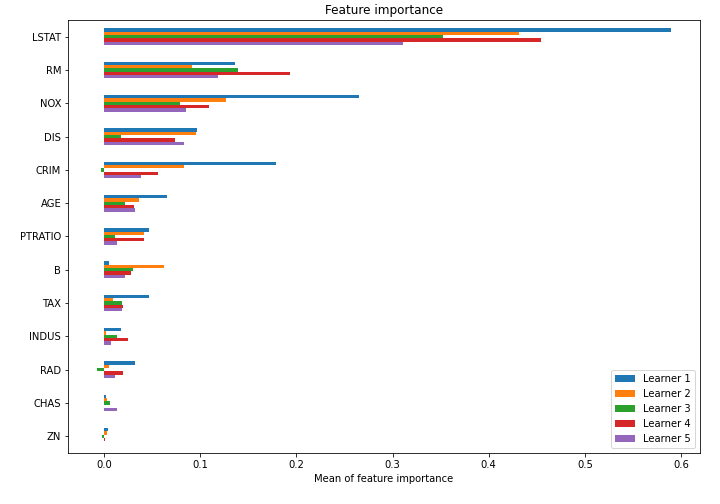 Feature importance
LSTAT
RM
NOX
DIS
CRIM
AGE
PTRATIO
B
TAX
INDUS
RAD
CHAS
ZN
Learner 1
Learner 2
Learner 3
Learner 4
Learner 5
0.0 0.1 0.2 0.3 0.4 0.5 0.6
Mean of feature importance